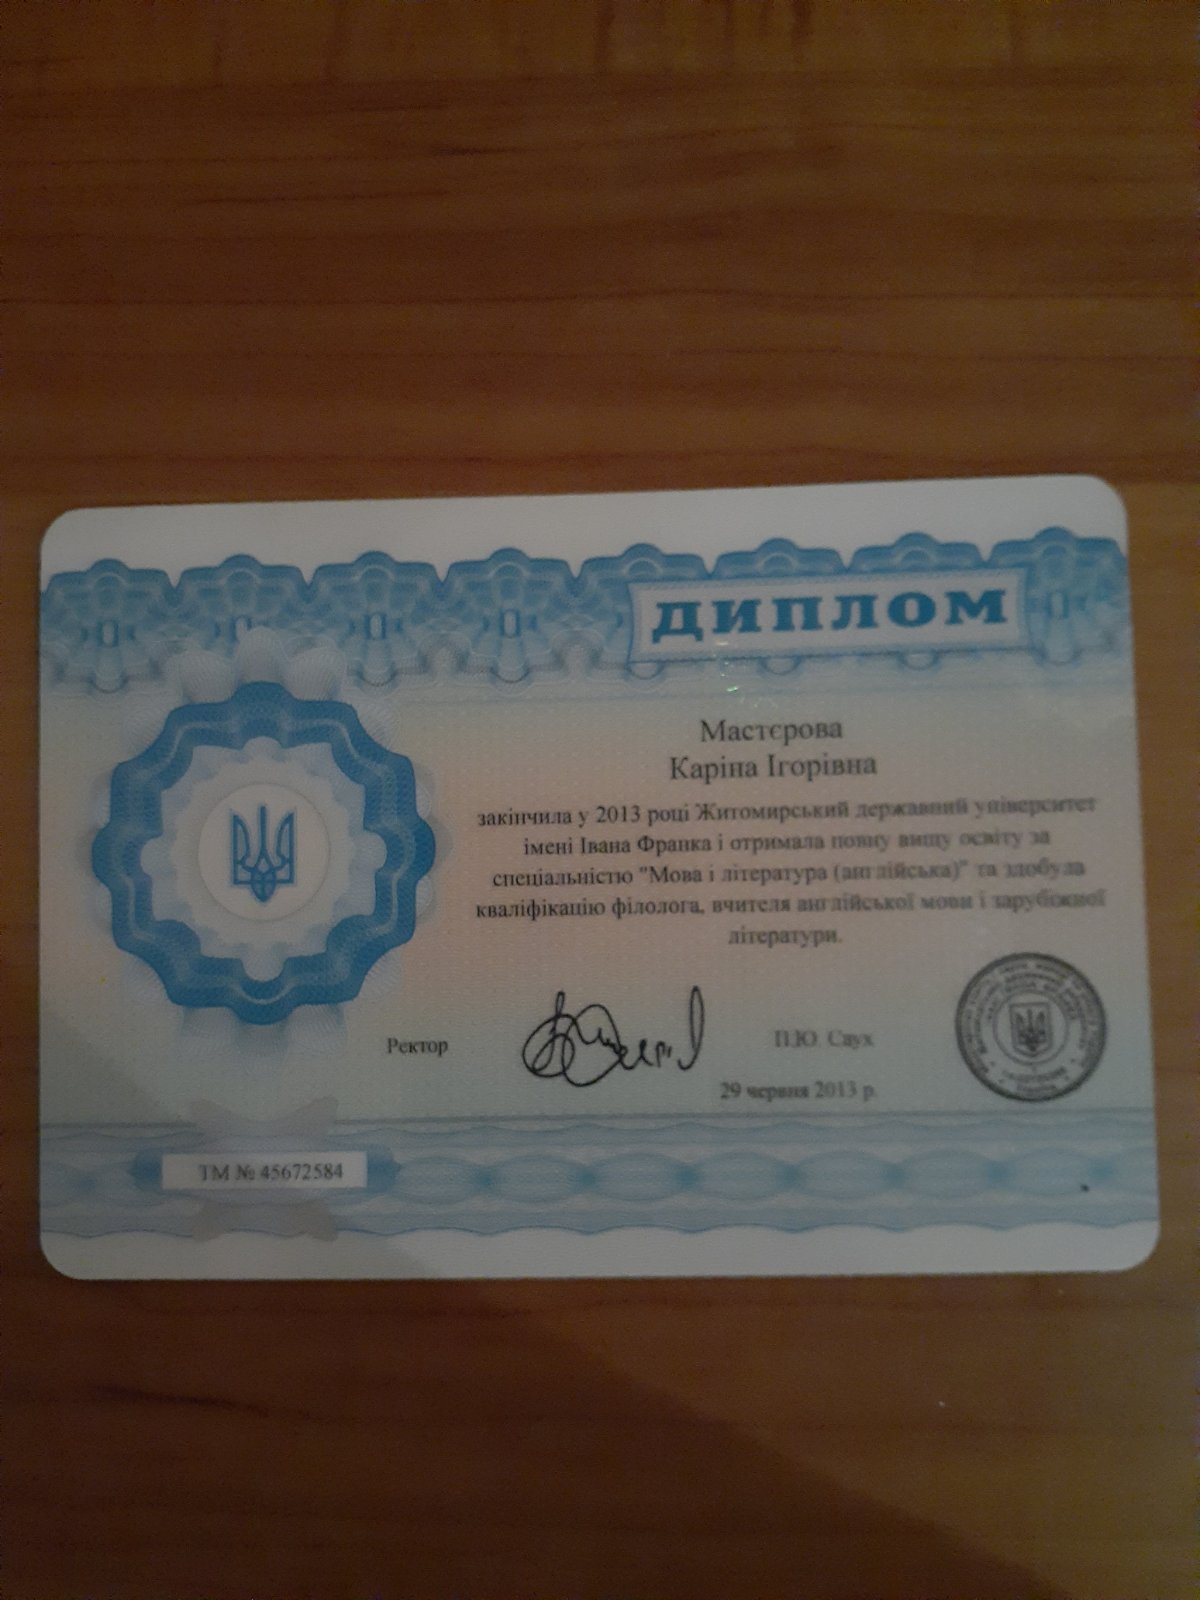 ДИПЛОМ
Мастєрова
Каріна Ігорівна
закінчила у 2013 році Житомирський державний університет
імені Івана Франка і отримала повну вищу освіту за
спеціальністю "Мова і література (англійська)" та здобула
кваліфікацію філолога, вчителя англійської мови і зарубіжної
літератури.
Ректор
П.Ю. Саух
29 червня 2013 р.
ТМ № 45672584